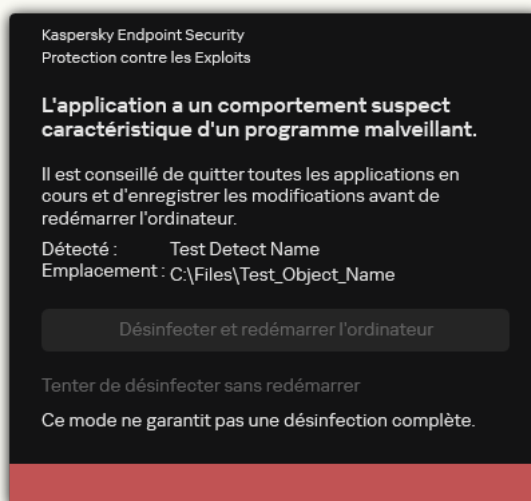 Kaspersky Endpoint Security
Protection contre les Exploits
L'application a un comportement suspect
caractéristique d'un programme malveillant.
Il est conseillé de quitter toutes les applications en
cours et d'enregistrer les modifications avant de
redémarrer l'ordinateur.
Détecté : Test Detect Name
Emplacement : C:\Files\Test_Object_Name
Désinfecter et redémarrer l'ordinateur
Tenter de désinfecter sans redémarrer
Ce mode ne garantit pas une désinfection complète.